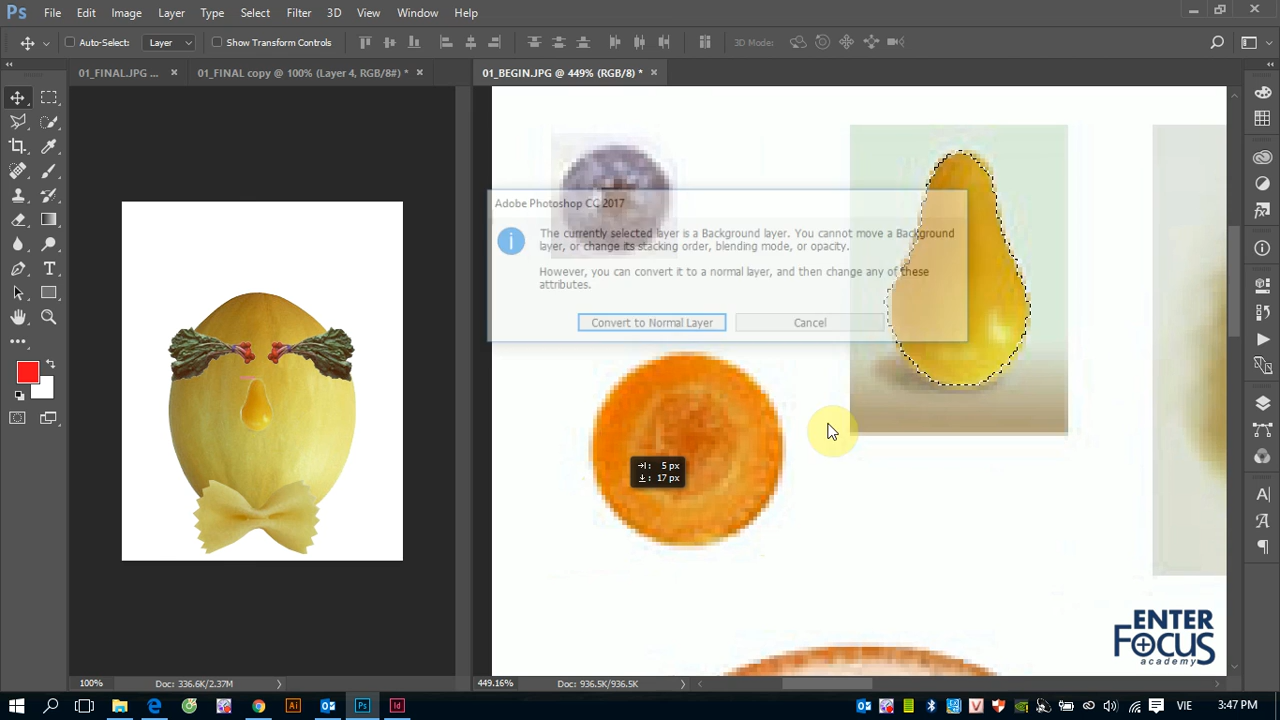 Ps File Edit Image Layer Type Select Filter 3D View Window Help
Auto-Select: Layer Show Transform Controls 3D Mode:
01_FINAL.JPG ... × 01_FINAL copy @ 100% (Layer 4, RGB/8#) * × 01_BEGIN.JPG @ 449% (RGB/8) * ×
Adobe Photoshop CC 2017
The currently selected layer is a Background layer. You cannot move a Background
layer, or change its stacking order, blending mode, or opacity.
However, you can convert it to a normal layer, and then change any of these
attributes.
Convert to Normal Layer Cancel
5 px
17 px
ENTER
FOCUS
academy
100% Doc: 336.6K/2.37M 449.16% Doc: 936.5K/936.5K
Ai Ps Id VIE 3:47 PM